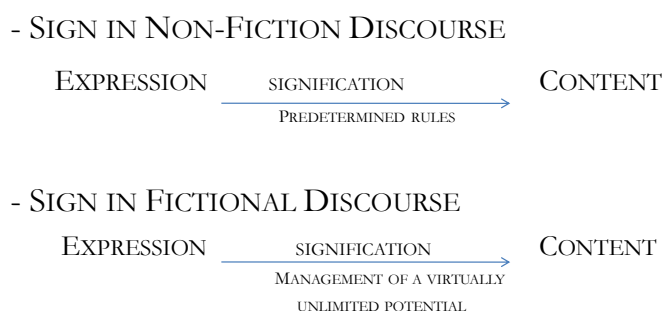 - Sign in Non-Fiction Discourse
Expression signification Content
Predetermined rules
- Sign in Fictional Discourse
Expression signification Content
Management of a virtually
unlimited potential